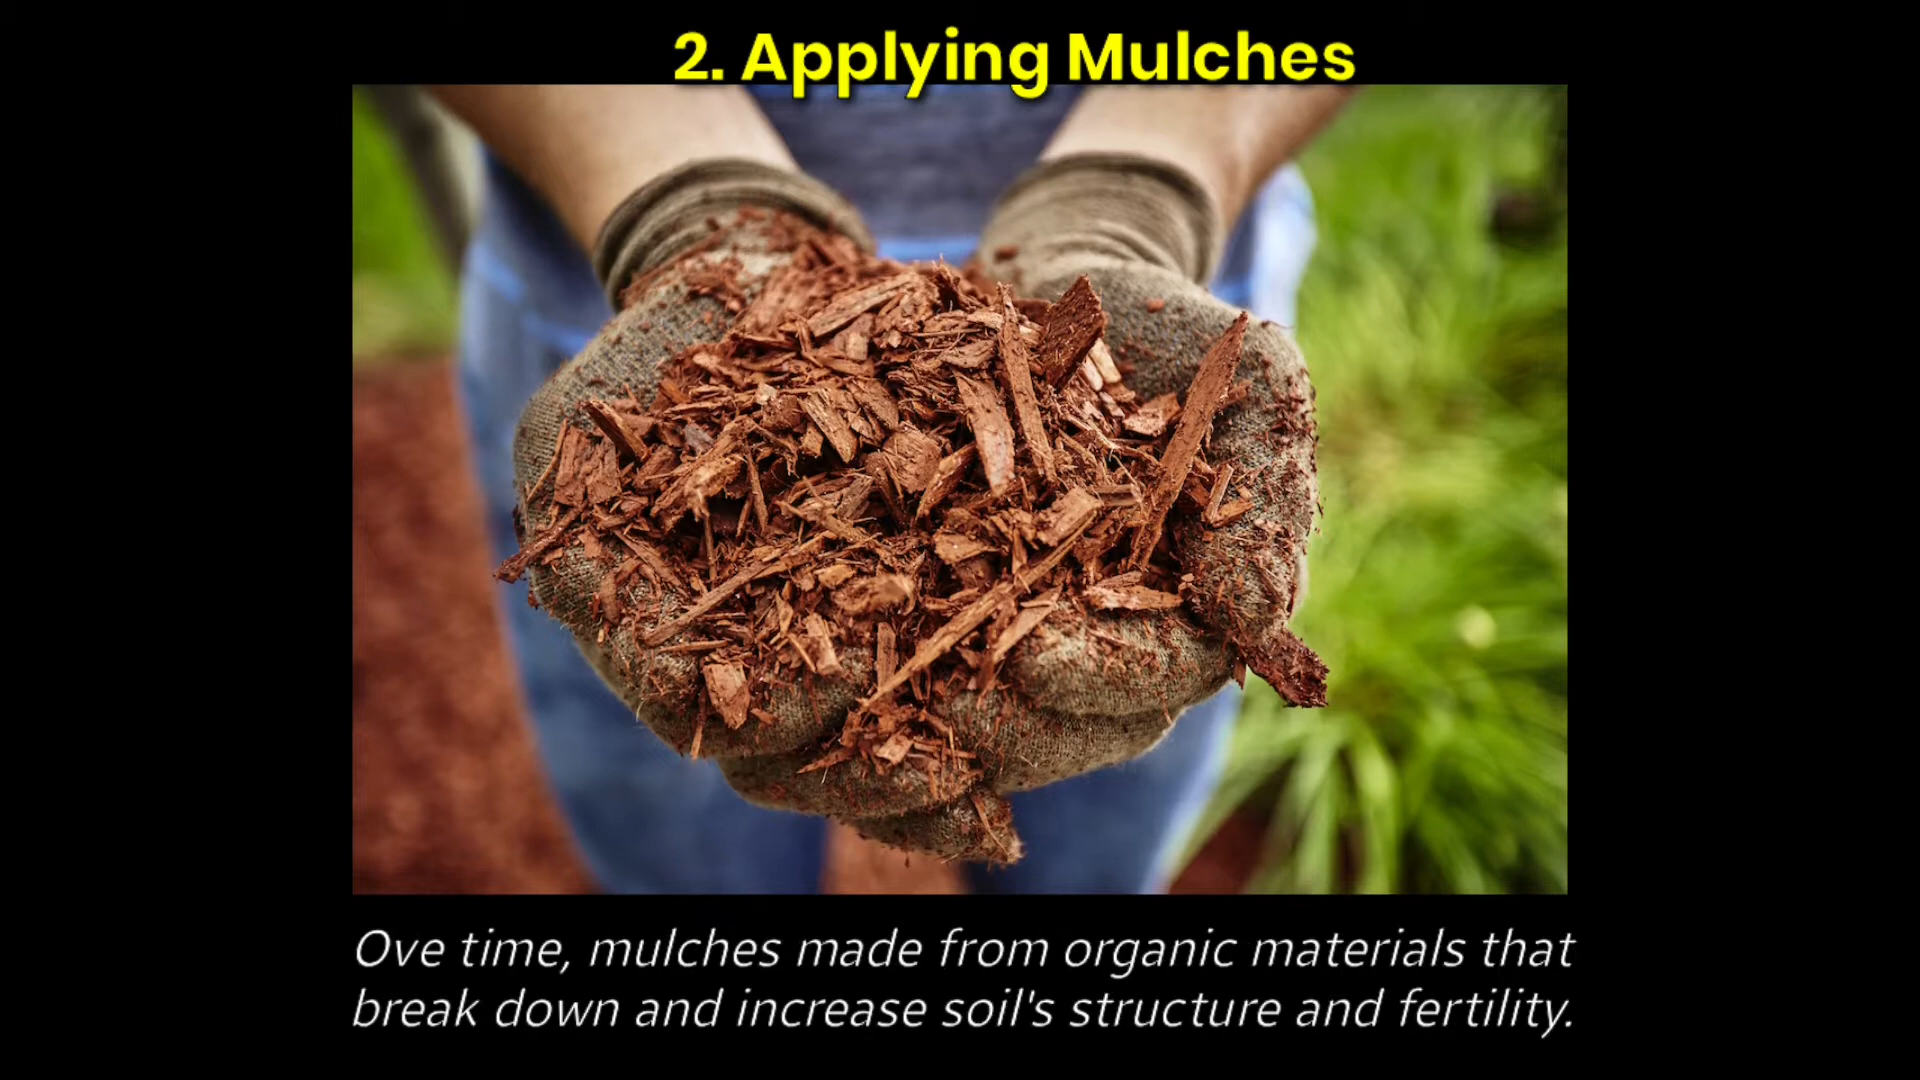 2. Applying Mulches
Ove time, mulches made from organic materials that
break down and increase soil's structure and fertility.